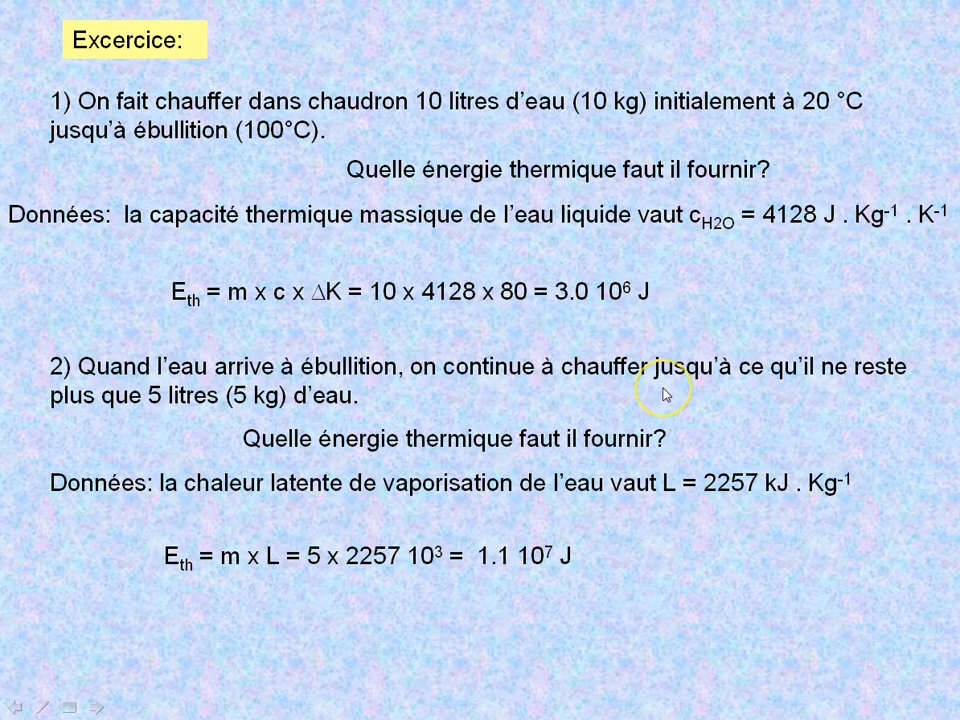 Excercice:
1) On fait chauffer dans chaudron 10 litres d’eau (10 kg) initialement à 20 °C
jusqu’à ébullition (100°C).
Quelle énergie thermique faut il fournir?
Données:  la capacité thermique massique de l’eau liquide vaut cH2O = 4128 J . Kg-1 . K-1
Eth = m x c x ∆K = 10 x 4128 x 80 = 3.0 10⁶ J
2) Quand l’eau arrive à ébullition, on continue à chauffer jusqu’à ce qu’il ne reste
plus que 5 litres (5 kg) d’eau.
Quelle énergie thermique faut il fournir?
Données: la chaleur latente de vaporisation de l’eau vaut L = 2257 kJ . Kg-1
Eth = m x L = 5 x 2257 10³ =  1.1 10⁷ J